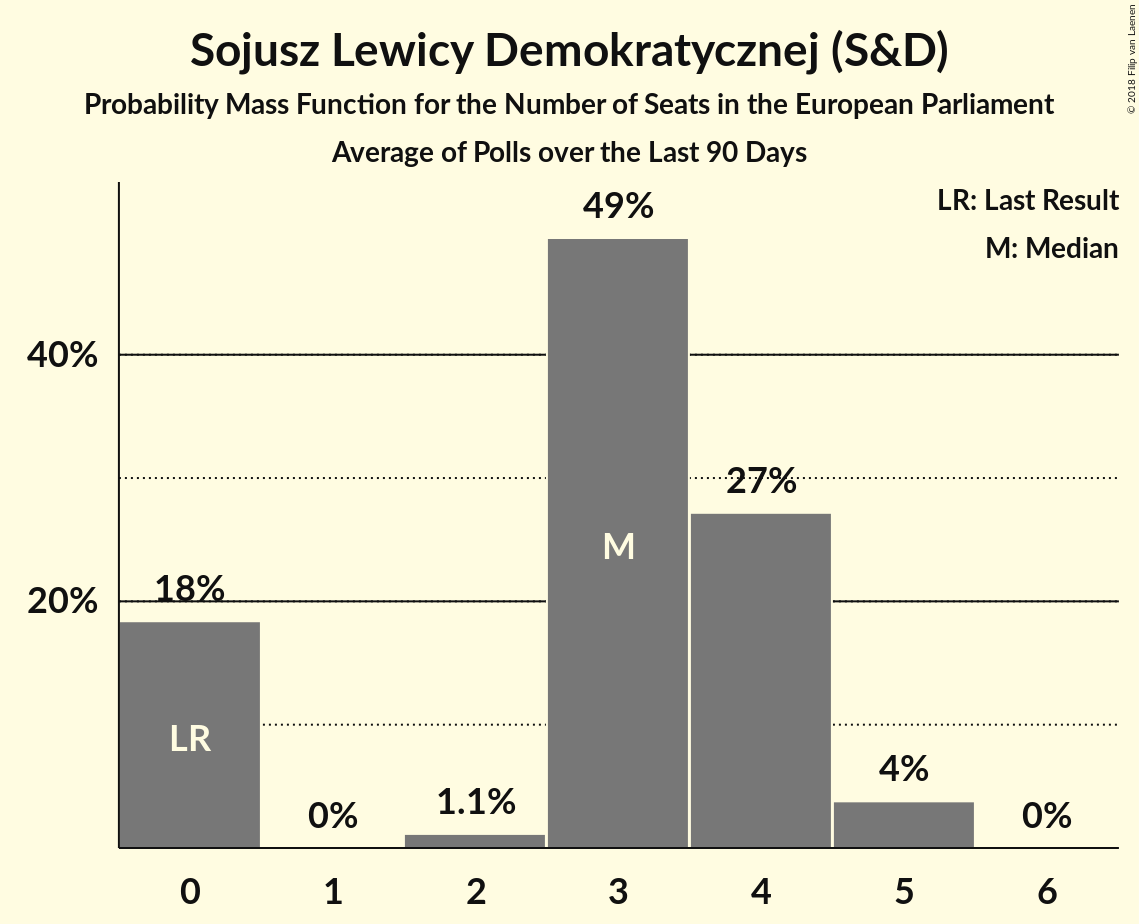 Sojusz Lewicy Demokratycznej (S&D)
Probability Mass Function for the Number of Seats in the European Parliament
Average of Polls over the Last 90 Days
© 2018 Filip van Laenen
LR: Last Result
M: Median
49%
40%
27%
M
18%
20%
LR
4%
1.1%
0%
0%
0 1 2 3 4 5 6